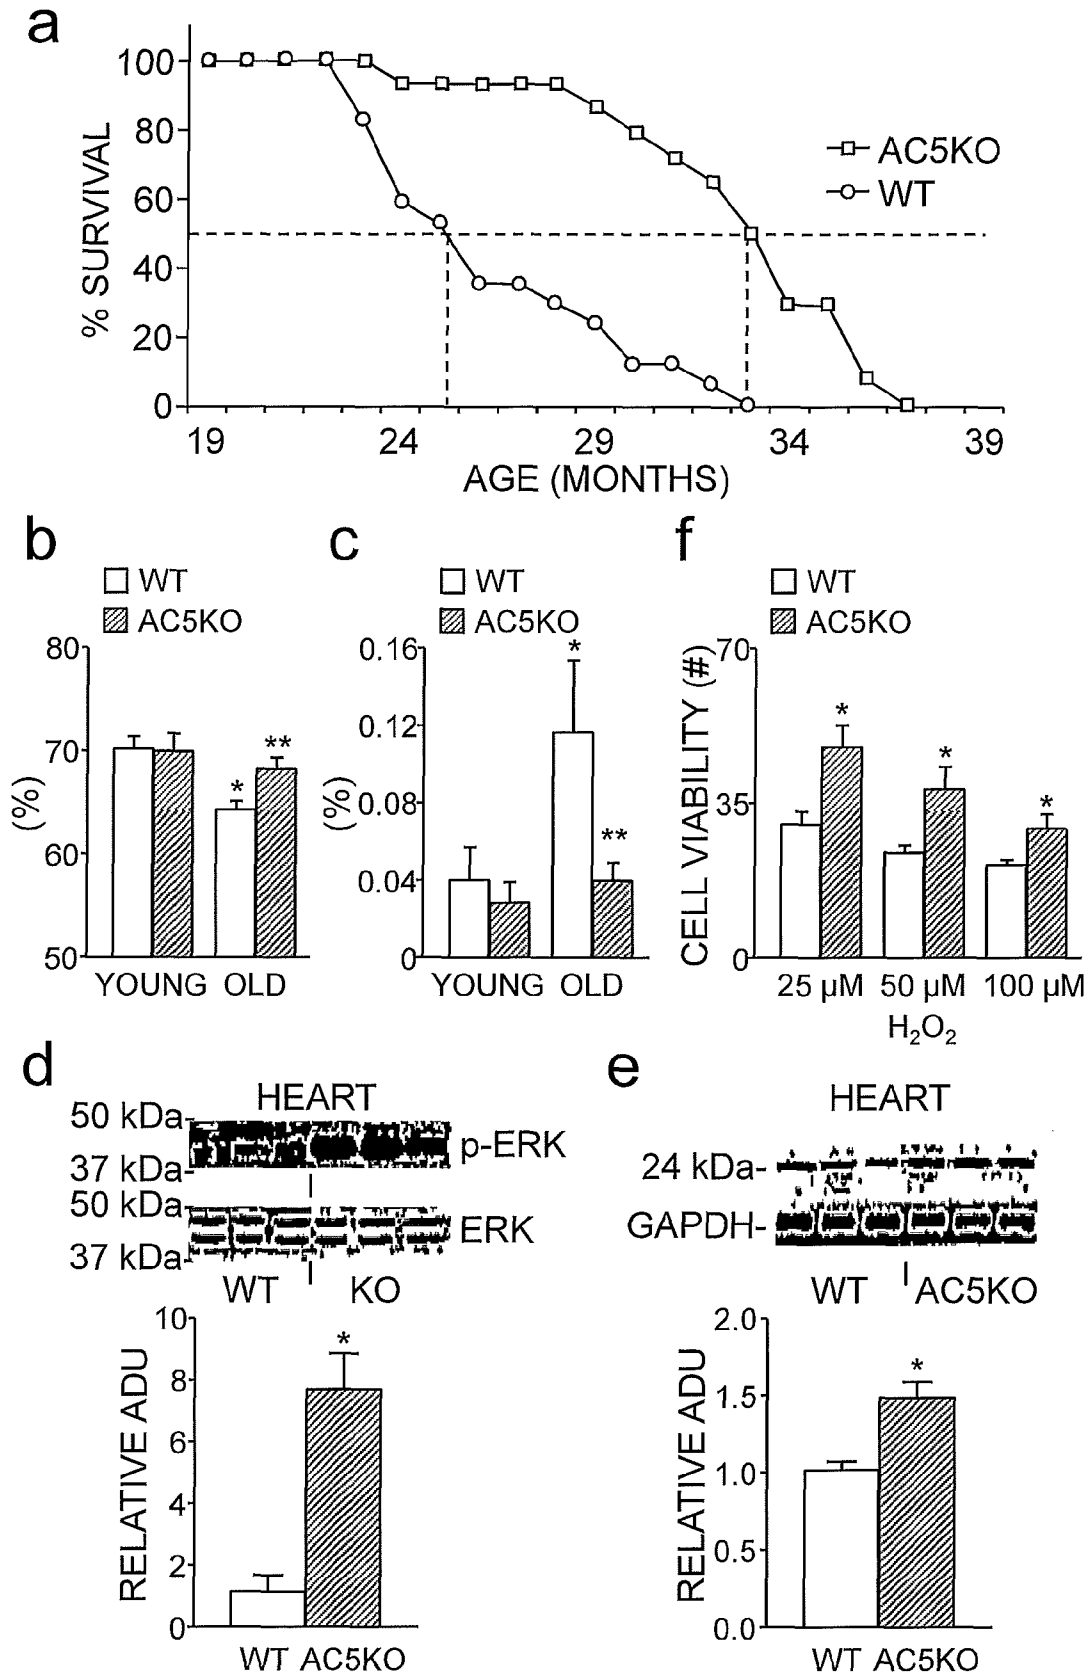 a
% SURVIVAL
100
80
60
40
20
0
AC5KO
WT
19 24 29 34 39
AGE (MONTHS)
b
WT
AC5KO
80
70
60
50
(%)
*
**
YOUNG OLD
c
WT
AC5KO
0.16
0.12
0.08
0.04
0
(%)
*
**
YOUNG OLD
f
WT
AC5KO
70
35
0
CELL VIABILITY (#)
*
*
*
25 µM 50 µM 100 µM
H₂O₂
d
HEART
50 kDa-
p-ERK
37 kDa-
50 kDa-
ERK
37 kDa-
WT KO
10
8
6
4
2
0
RELATIVE ADU
*
WT AC5KO
e
HEART
24 kDa-
GAPDH-
WT AC5KO
2.0
1.5
1.0
0.5
0.0
RELATIVE ADU
*
WT AC5KO